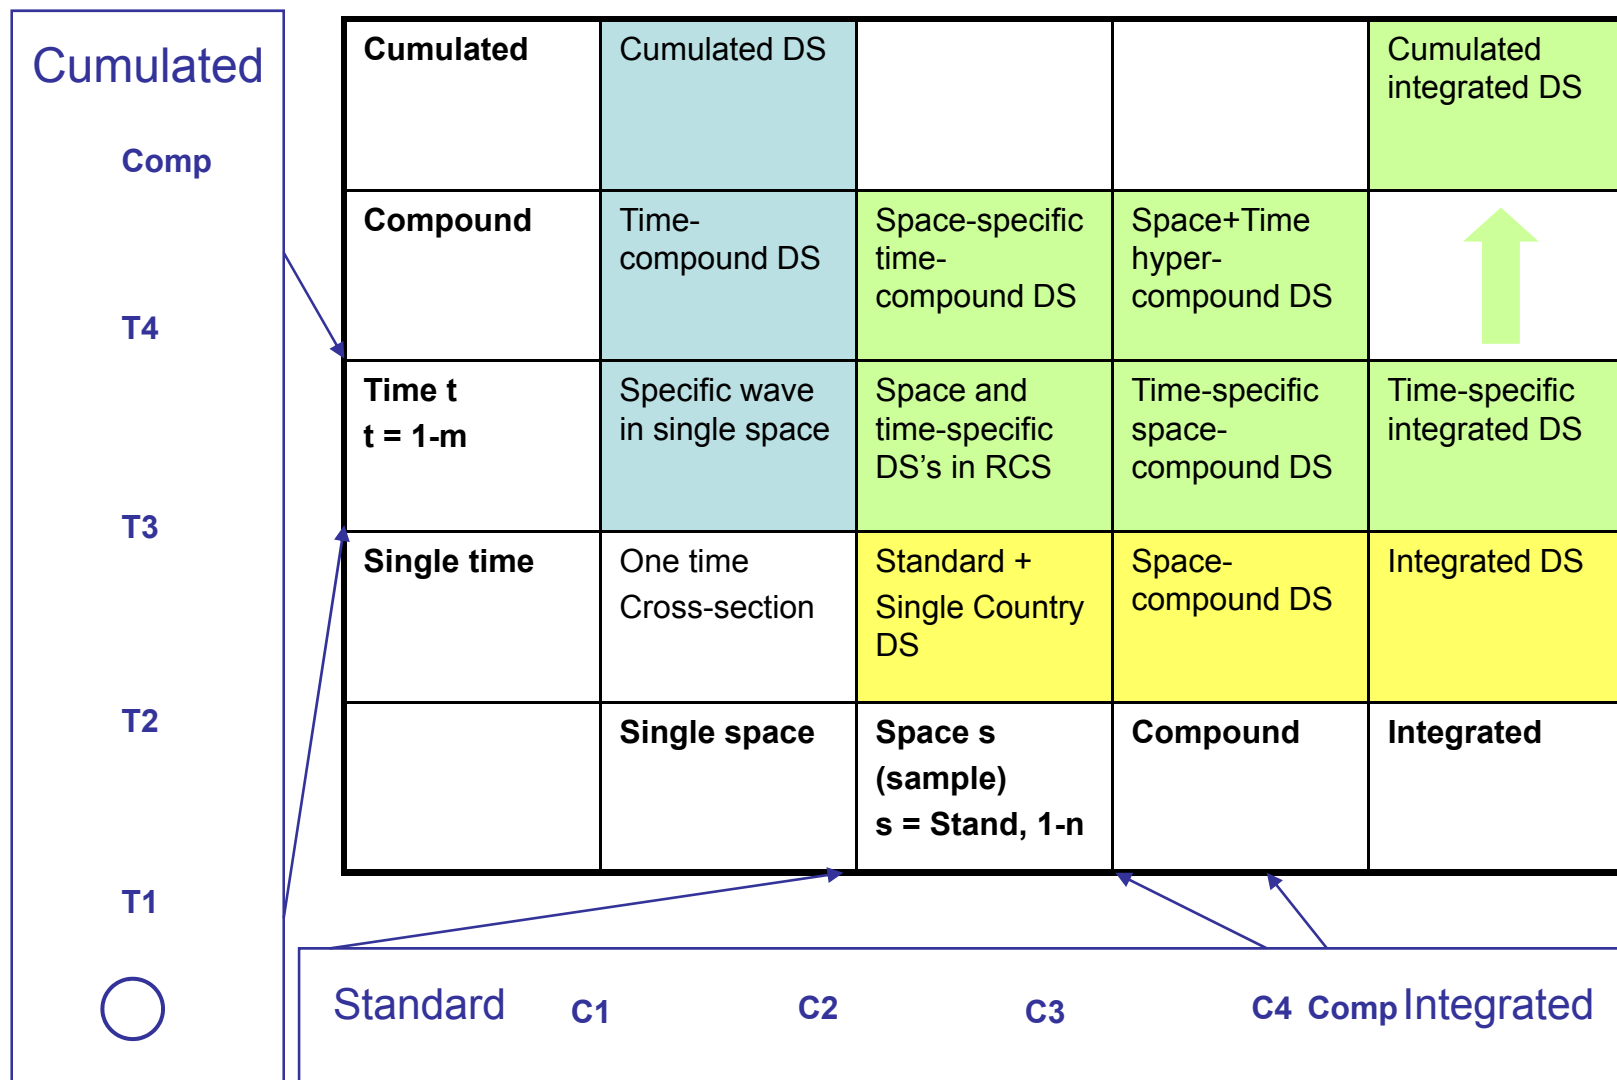 Cumulated
Comp
T4
T3
T2
T1
Cumulated
Cumulated DS
Cumulated
integrated DS
Compound
Time-
compound DS
Space-specific
time-
compound DS
Space+Time
hyper-
compound DS
Time t
t = 1-m
Specific wave
in single space
Space and
time-specific
DS's in RCS
Time-specific
space-
compound DS
Time-specific
integrated DS
Single time
One time
Cross-section
Standard +
Single Country
DS
Space-
compound DS
Integrated DS
Single space
Space s
(sample)
s = Stand, 1-n
Compound
Integrated
Standard C1 C2 C3 C4 Comp Integrated